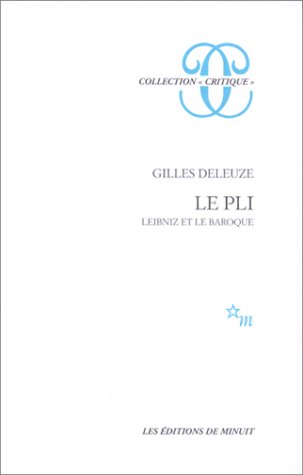 COLLECTION « CRITIQUE »
GILLES DELEUZE
LE PLI
LEIBNIZ ET LE BAROQUE
m
LES ÉDITIONS DE MINUIT